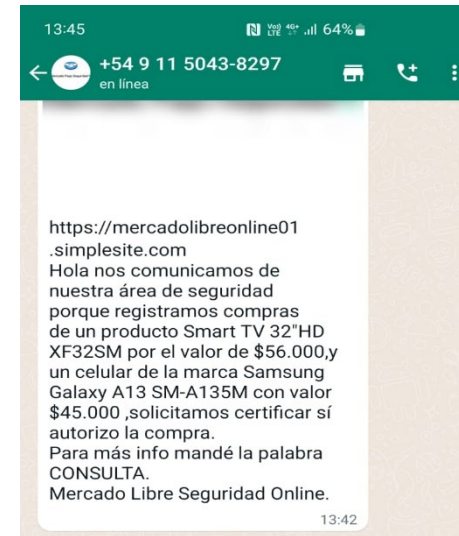 13:45 64%
+54 9 11 5043-8297
en línea
https://mercadolibreonline01
.simplesite.com
Hola nos comunicamos de
nuestra área de seguridad
porque registramos compras
de un producto Smart TV 32"HD
XF32SM por el valor de $56.000,y
un celular de la marca Samsung
Galaxy A13 SM-A135M con valor
$45.000 ,solicitamos certificar sí
autorizo la compra.
Para más info mandé la palabra
CONSULTA.
Mercado Libre Seguridad Online.
13:42